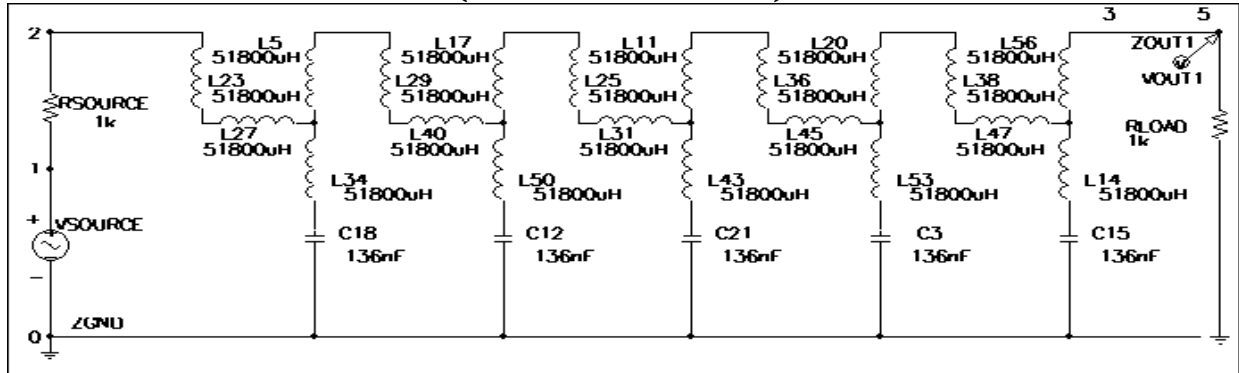 2
3
5
L5
51800uH
L17
51800uH
L11
51800uH
L20
51800uH
L56
51800uH
ZOUT1
VOUT1
L23
51800uH
L29
51800uH
L25
51800uH
L36
51800uH
L38
51800uH
RSOURCE
1k
RLOAD
1k
L27
51800uH
L40
51800uH
L31
51800uH
L45
51800uH
L47
51800uH
1
L34
51800uH
L50
51800uH
L43
51800uH
L53
51800uH
L14
51800uH
+
VSOURCE
−
C18
136nF
C12
136nF
C21
136nF
C3
136nF
C15
136nF
0
ZGND